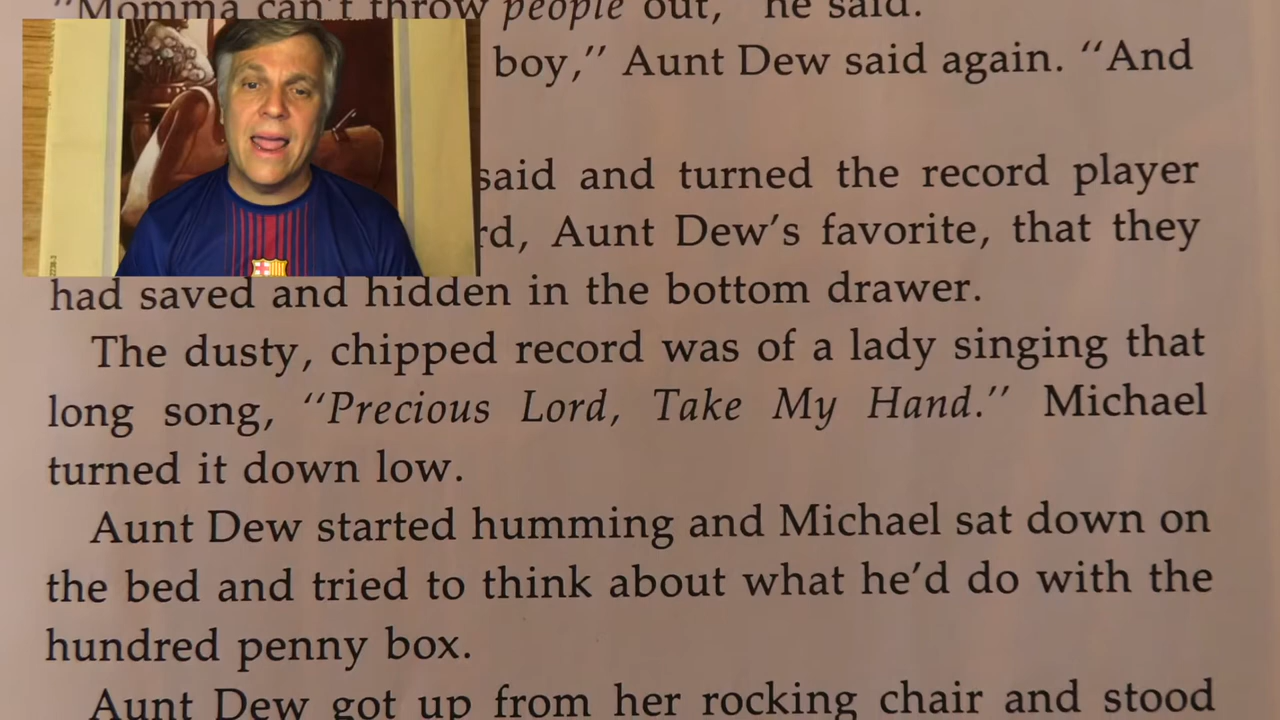 "Momma can't throw people out," he said.
boy," Aunt Dew said again. "And
said and turned the record player
rd, Aunt Dew's favorite, that they
had saved and hidden in the bottom drawer.
The dusty, chipped record was of a lady singing that
long song, "Precious Lord, Take My Hand." Michael
turned it down low.
Aunt Dew started humming and Michael sat down on
the bed and tried to think about what he'd do with the
hundred penny box.
Aunt Dew got up from her rocking chair and stood